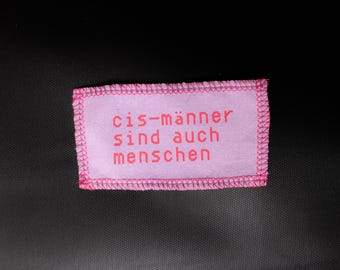 cis-männer
sind auch
menschen